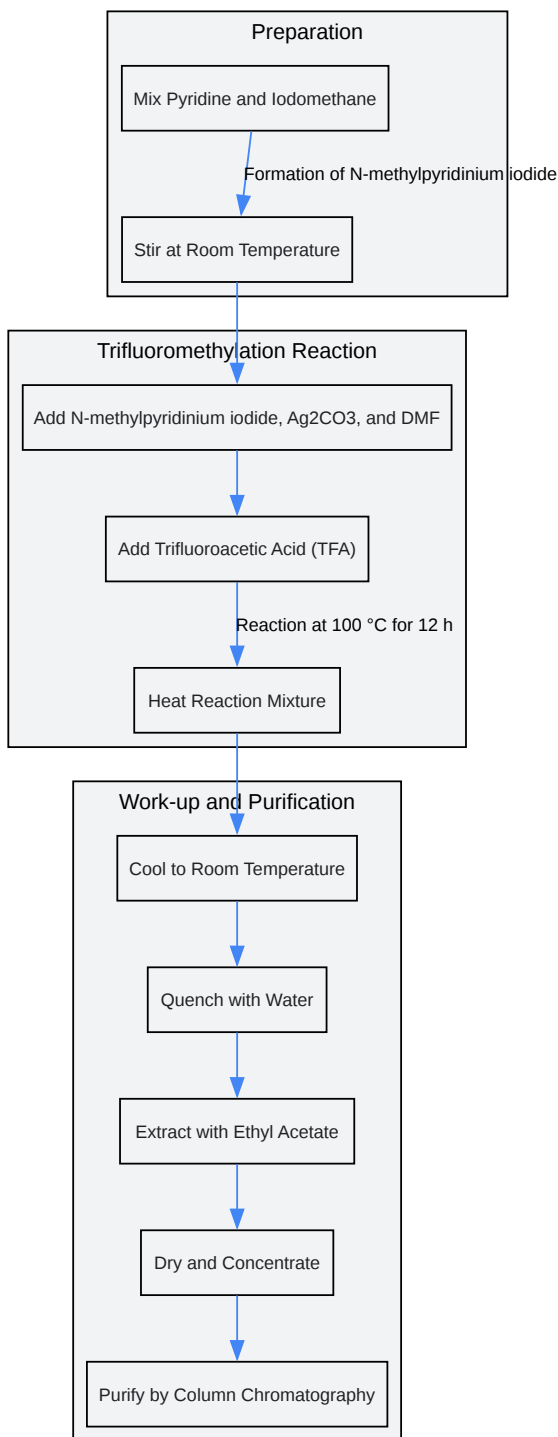 Preparation
Mix Pyridine and Iodomethane
Formation of N-methylpyridinium iodide
Stir at Room Temperature
Trifluoromethylation Reaction
Add N-methylpyridinium iodide, Ag2CO3, and DMF
Add Trifluoroacetic Acid (TFA)
Reaction at 100 °C for 12 h
Heat Reaction Mixture
Work-up and Purification
Cool to Room Temperature
Quench with Water
Extract with Ethyl Acetate
Dry and Concentrate
Purify by Column Chromatography